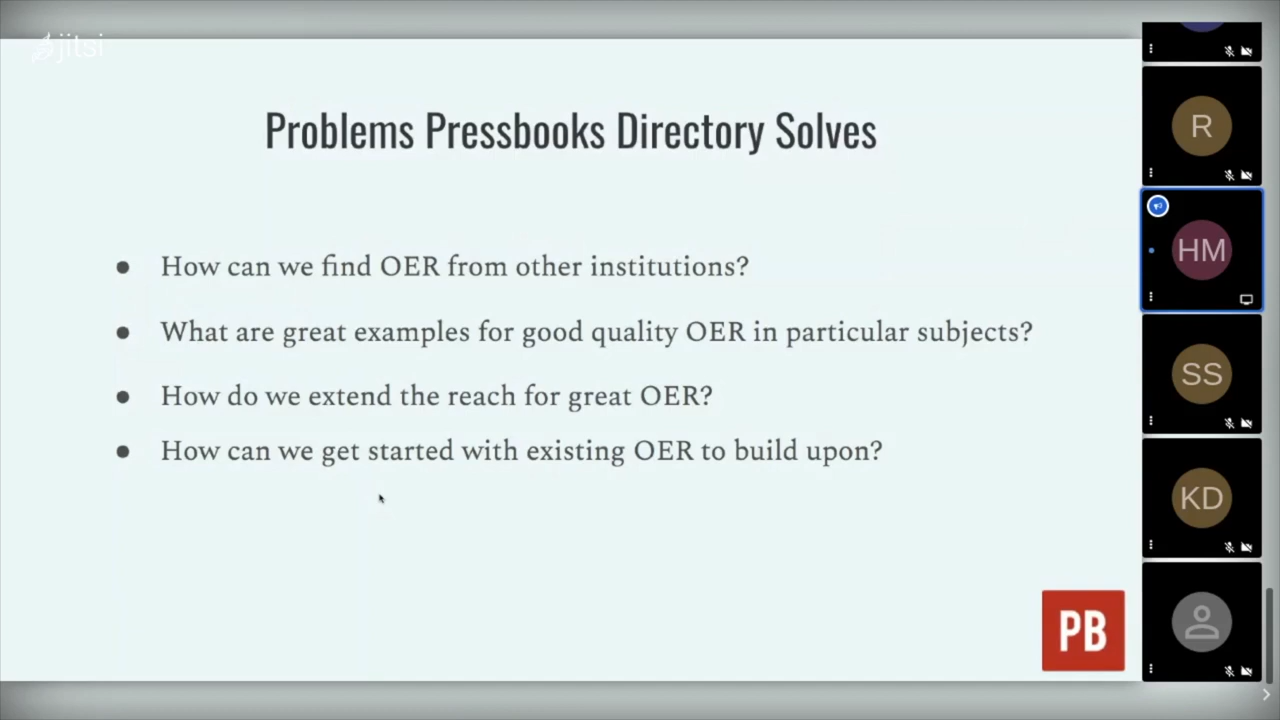 jitsi
Problems Pressbooks Directory Solves
● How can we find OER from other institutions?
● What are great examples for good quality OER in particular subjects?
● How do we extend the reach for great OER?
● How can we get started with existing OER to build upon?
PB
R
HM
SS
KD